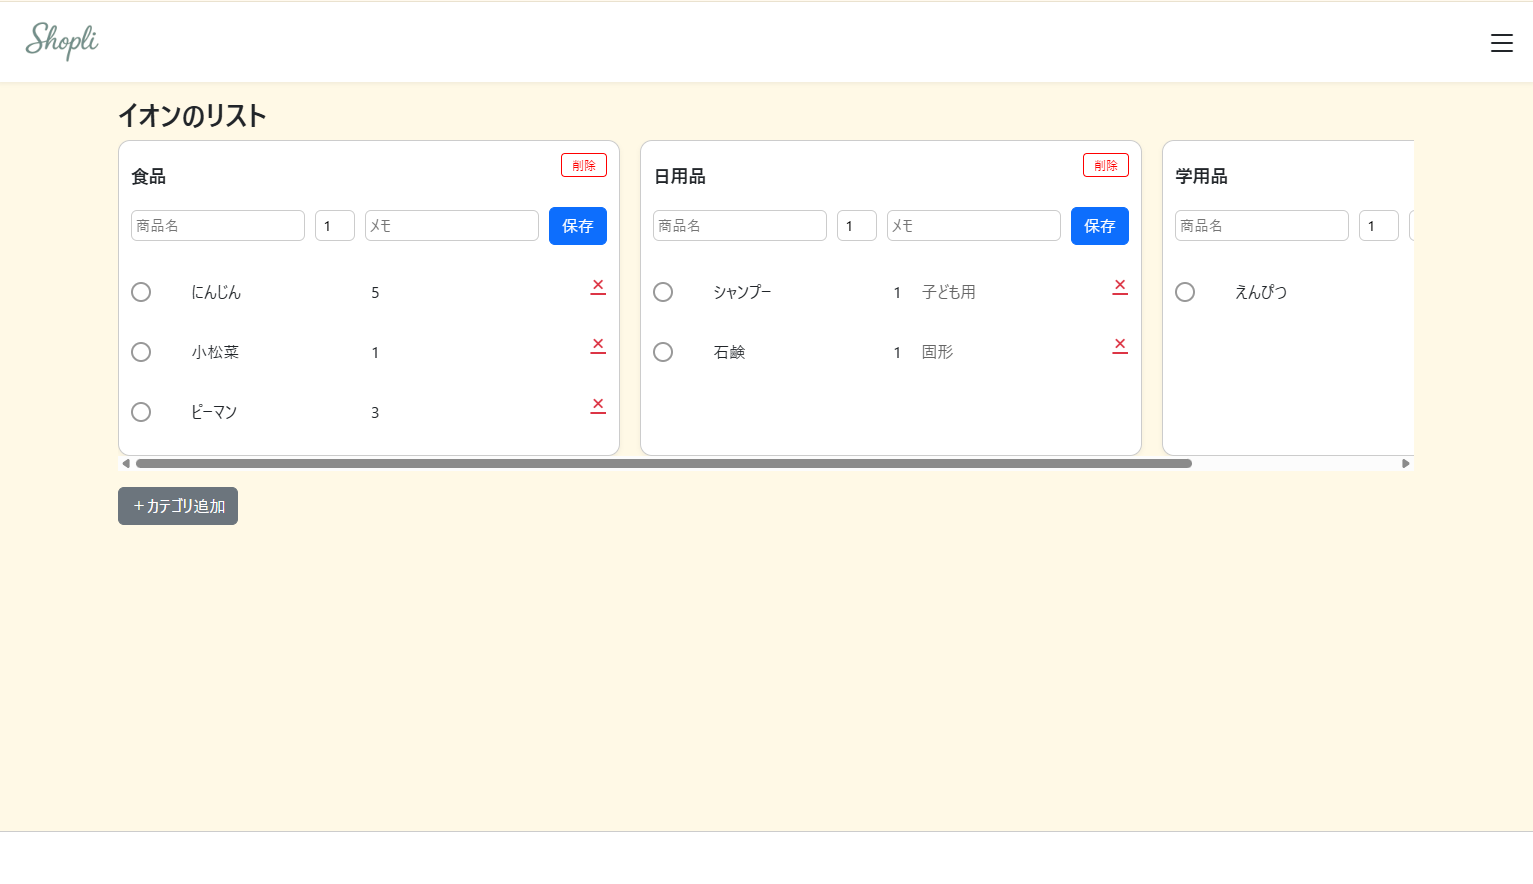 Shopli
イオンのリスト
食品
削除
商品名
1
メモ
保存
にんじん
5
×
小松菜
1
×
ピーマン
3
×
日用品
削除
商品名
1
メモ
保存
シャンプー
1
子ども用
×
石鹸
1
固形
×
学用品
商品名
1
えんぴつ
＋カテゴリ追加